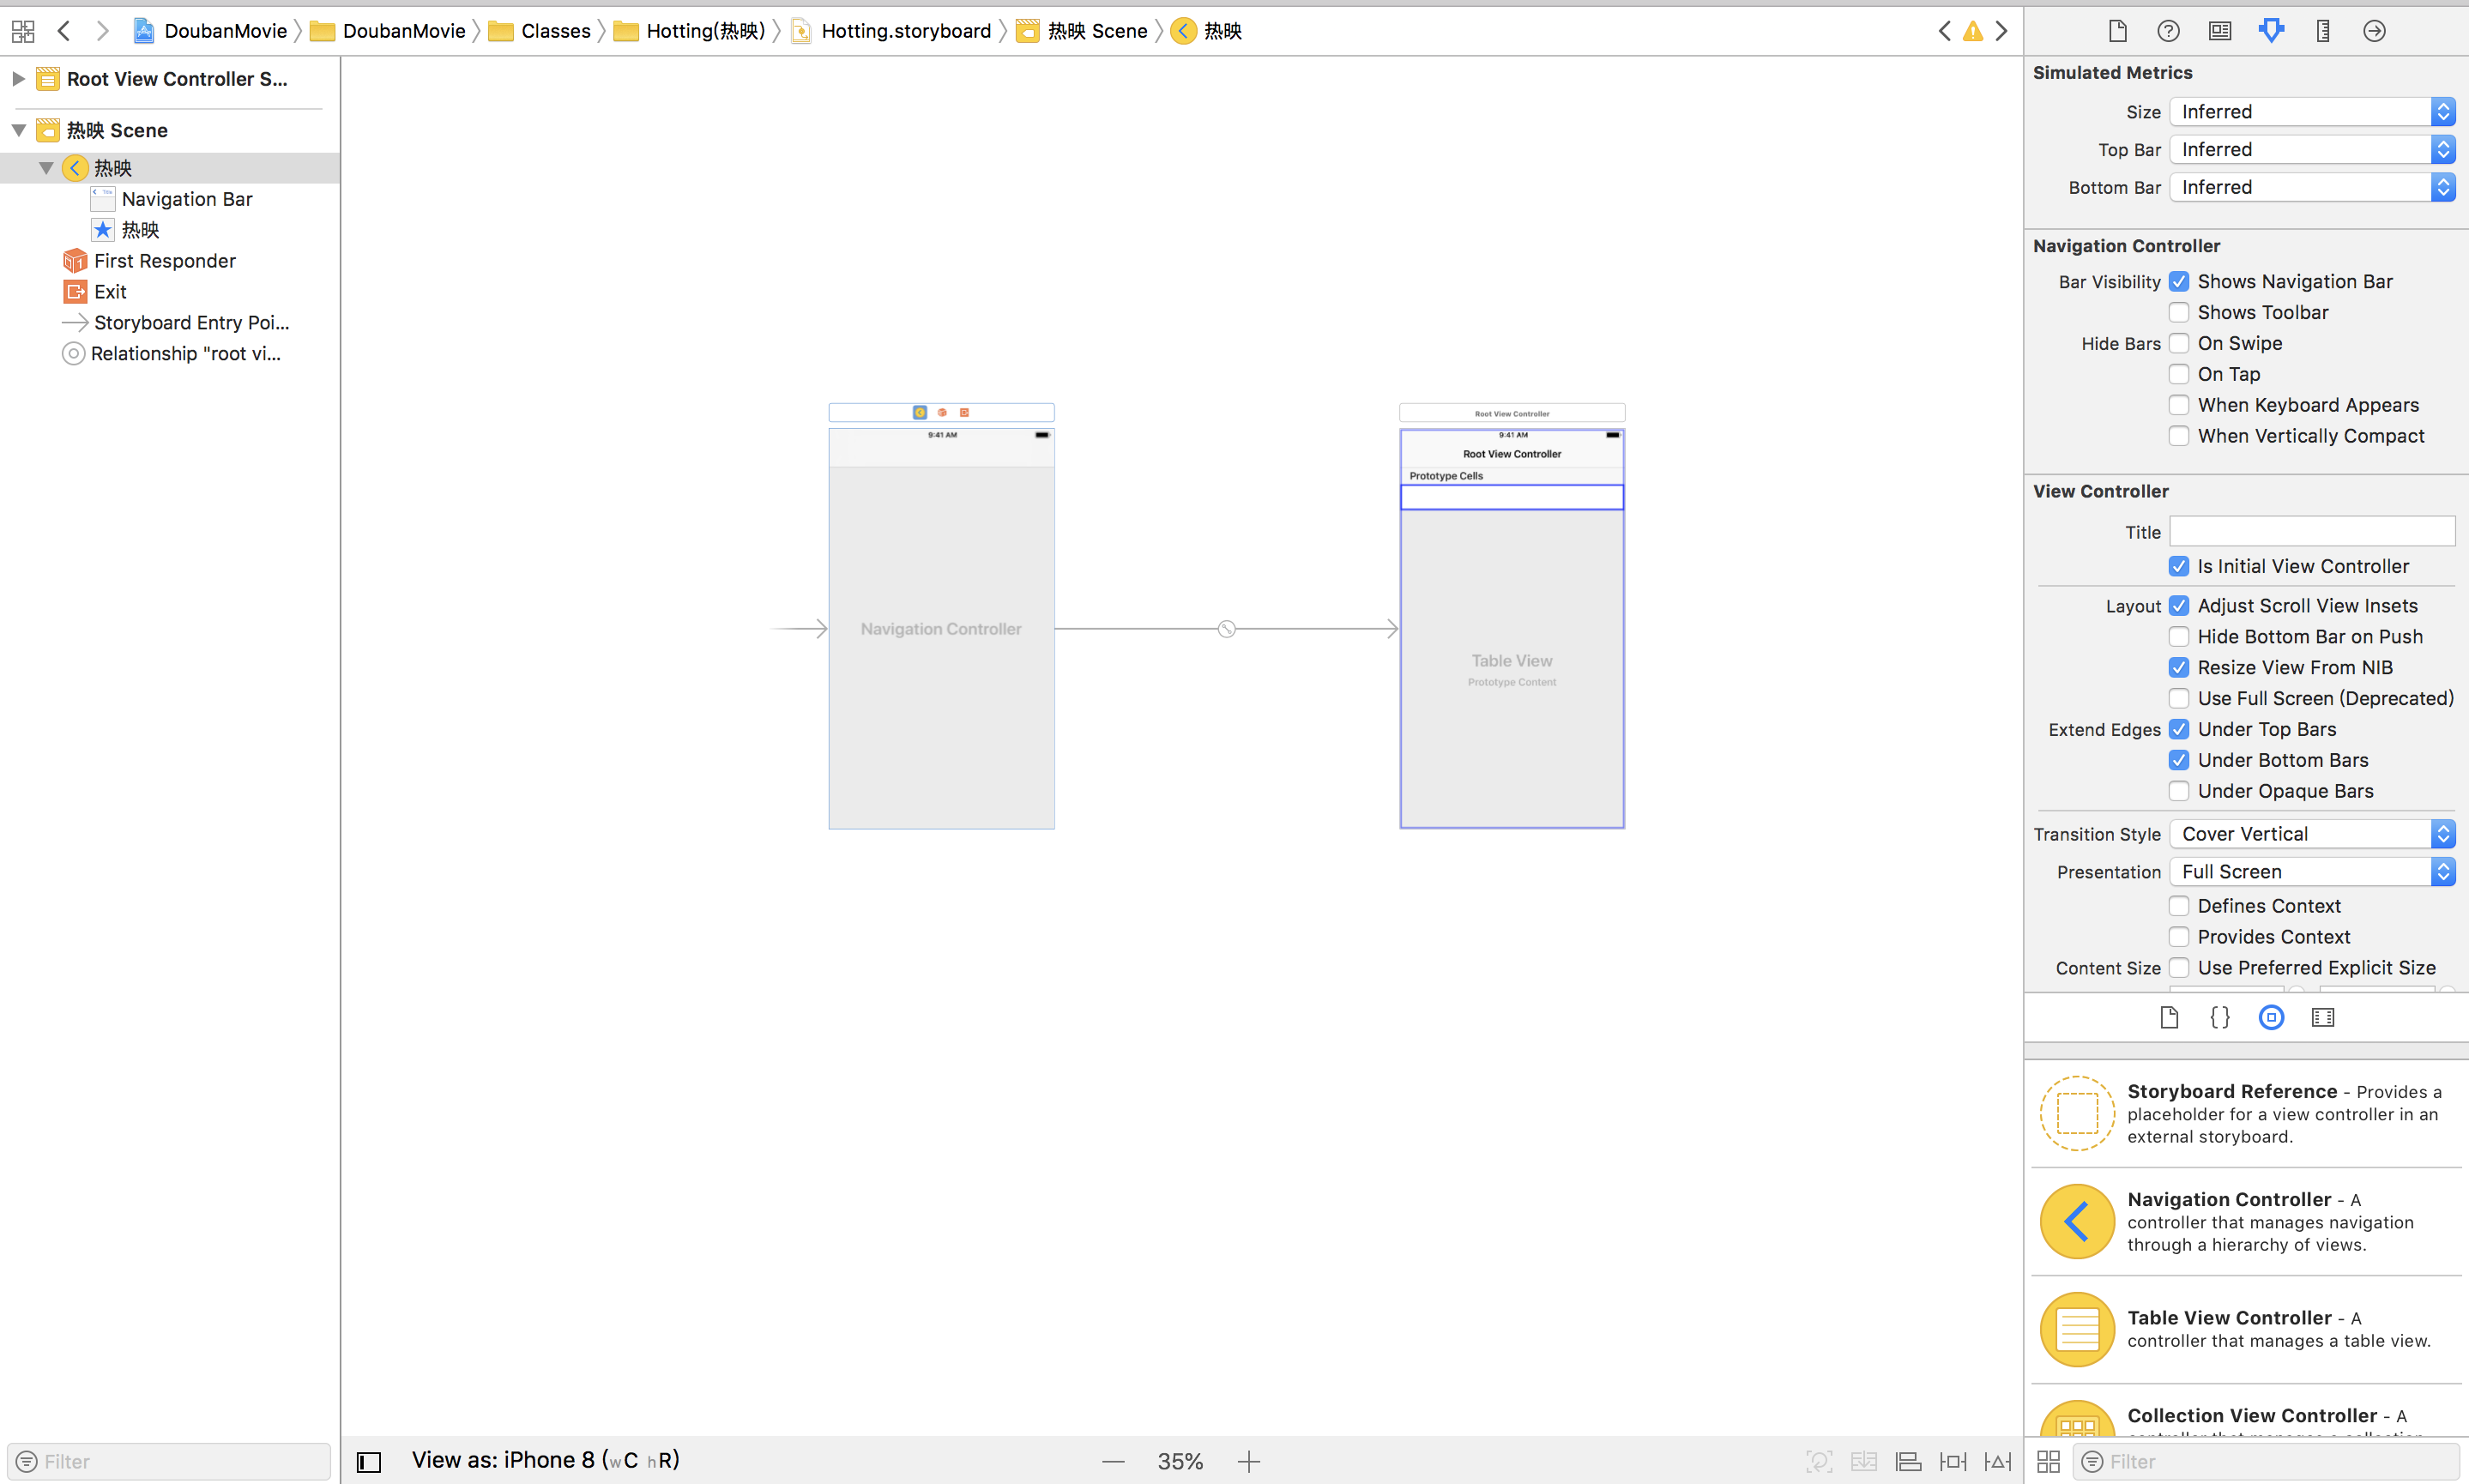 DoubanMovie DoubanMovie Classes Hotting(热映) Hotting.storyboard 热映 Scene 热映
Root View Controller S...
热映 Scene
热映
Navigation Bar
热映
First Responder
Exit
Storyboard Entry Poi...
Relationship "root vi...
Filter
9:41 AM
Navigation Controller
Root View Controller
9:41 AM
Root View Controller
Prototype Cells
Table View
Prototype Content
View as: iPhone 8 (wC hR)
35%
Simulated Metrics
Size Inferred
Top Bar Inferred
Bottom Bar Inferred
Navigation Controller
Bar Visibility Shows Navigation Bar
Shows Toolbar
Hide Bars On Swipe
On Tap
When Keyboard Appears
When Vertically Compact
View Controller
Title
Is Initial View Controller
Layout Adjust Scroll View Insets
Hide Bottom Bar on Push
Resize View From NIB
Use Full Screen (Deprecated)
Extend Edges Under Top Bars
Under Bottom Bars
Under Opaque Bars
Transition Style Cover Vertical
Presentation Full Screen
Defines Context
Provides Context
Content Size Use Preferred Explicit Size
{}
Storyboard Reference - Provides a
placeholder for a view controller in an
external storyboard.
Navigation Controller - A
controller that manages navigation
through a hierarchy of views.
Table View Controller - A
controller that manages a table view.
Collection View Controller - A
Filter